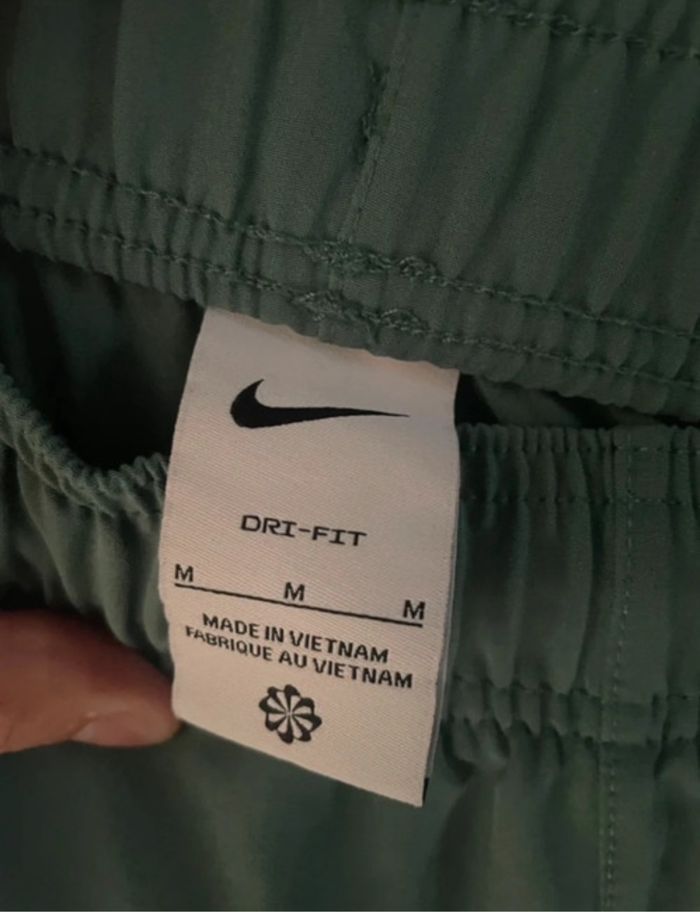 DRI-FIT
M M M
MADE IN VIETNAM
FABRIQUE AU VIETNAM